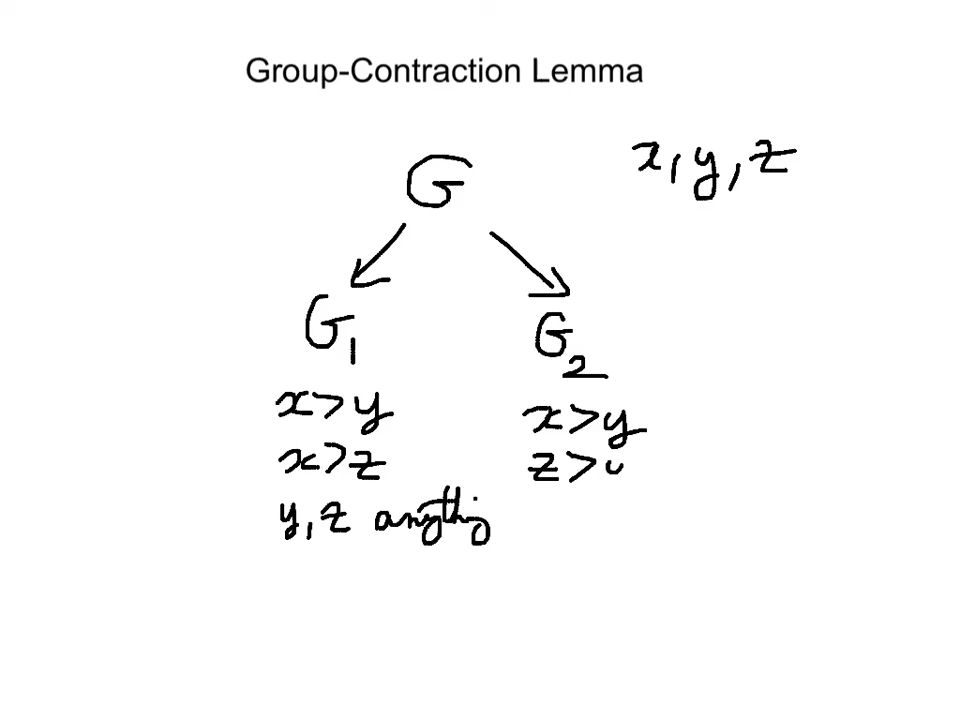 Group-Contraction Lemma
x, y, z
G
G1
G2
x>y
x>y
x>z
z>
y, z anything